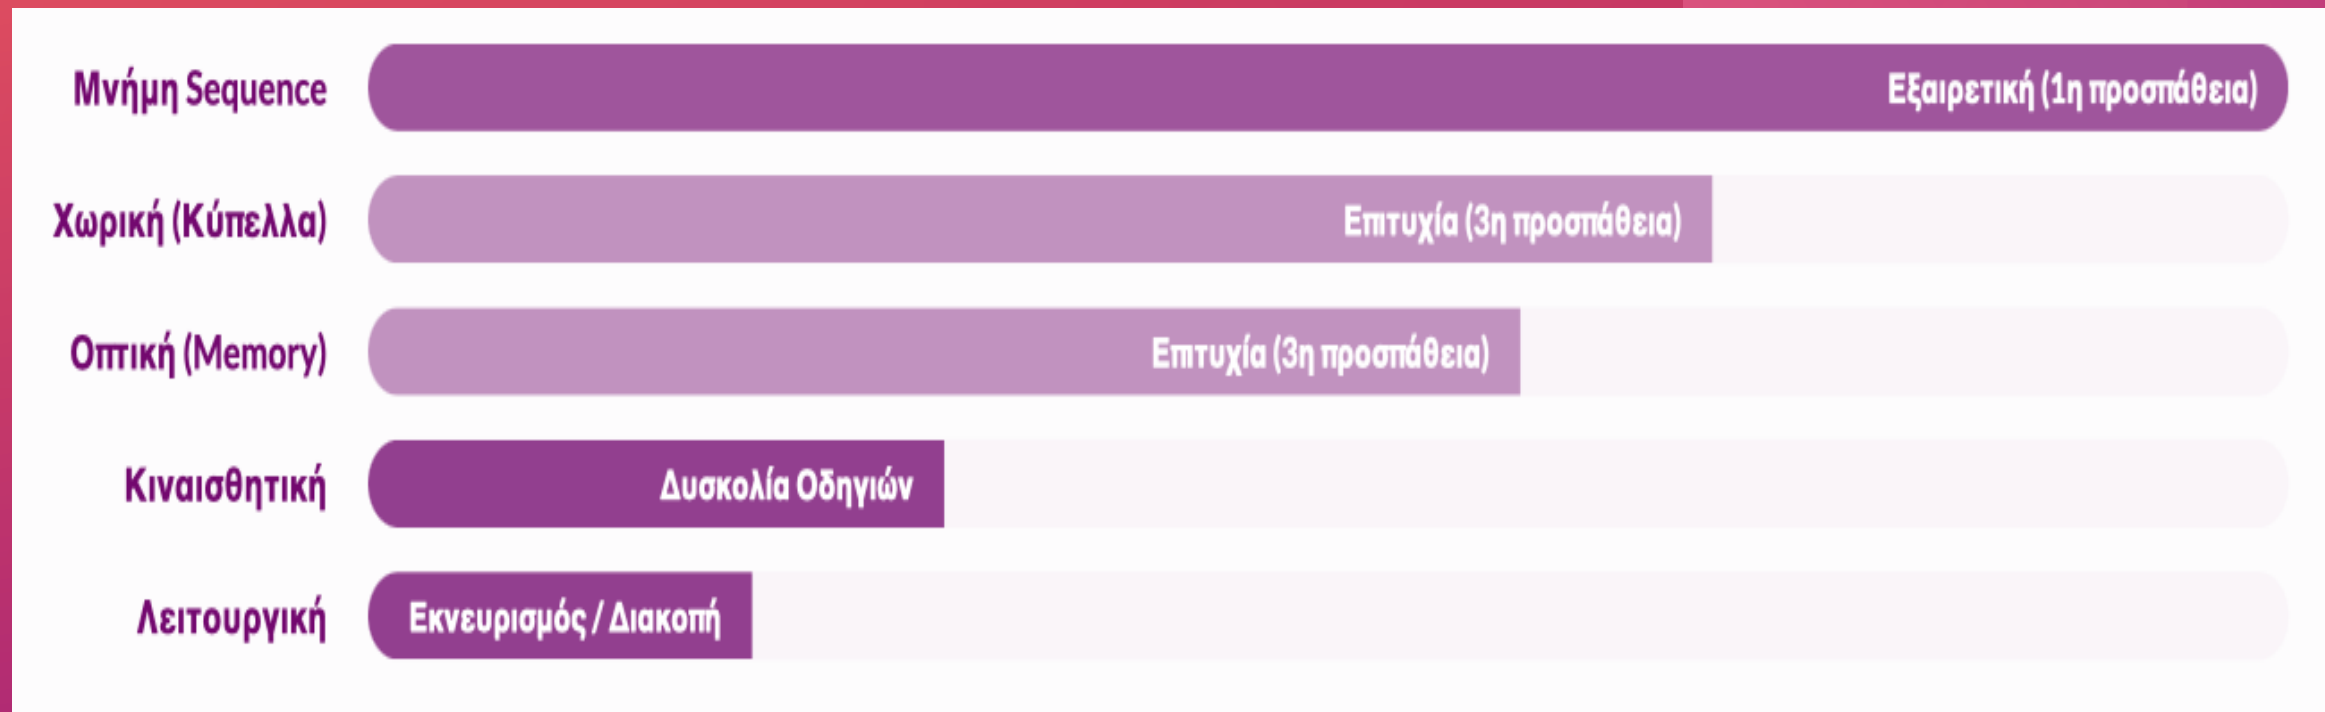 Μνήμη Sequence Εξαιρετική (1η προσπάθεια)
Χωρική (Κύπελλα) Επιτυχία (3η προσπάθεια)
Οπτική (Memory) Επιτυχία (3η προσπάθεια)
Κιναισθητική Δυσκολία Οδηγιών
Λειτουργική Εκνευρισμός / Διακοπή